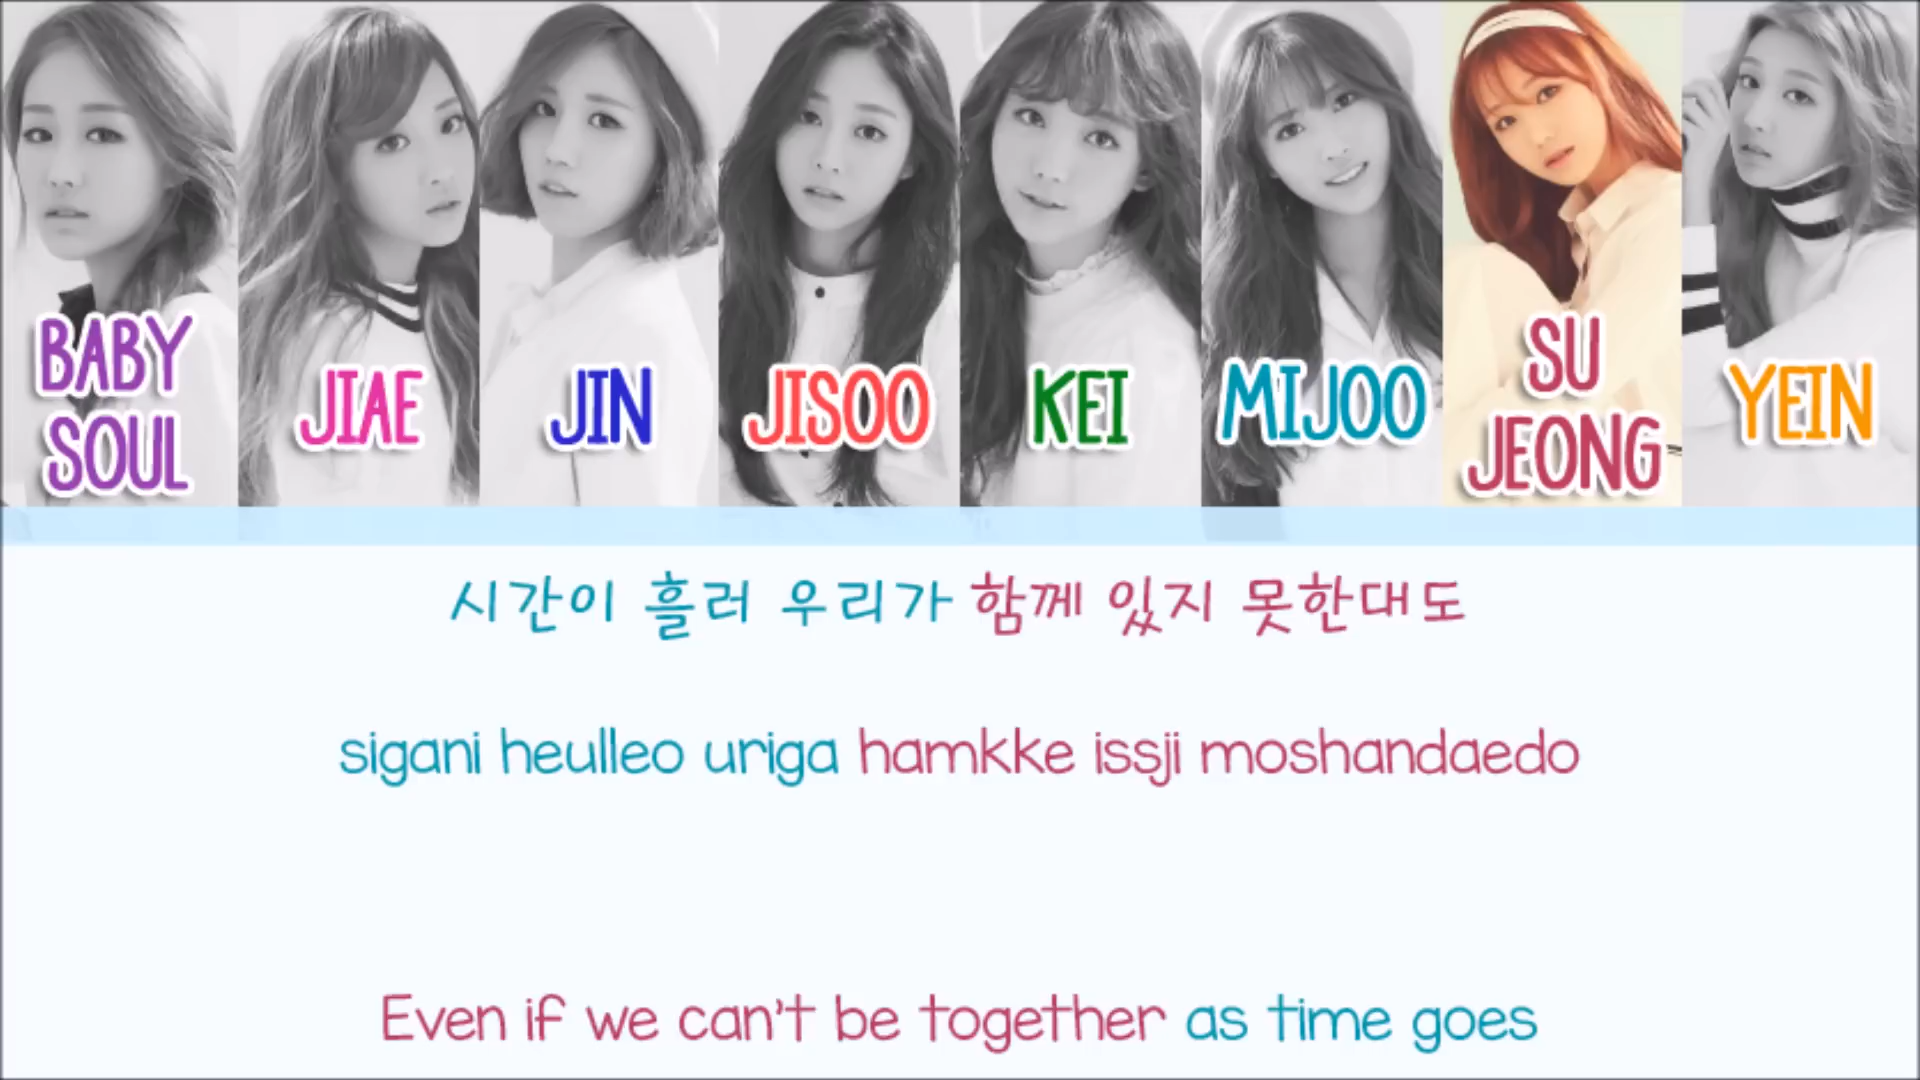 BABY SOUL
JIAE
JIN
JISOO
KEI
MIJOO
SU JEONG
YEIN
시간이 흘러 우리가 함께 있지 못한대도
sigani heulleo uriga hamkke issji moshandaedo
Even if we can't be together as time goes